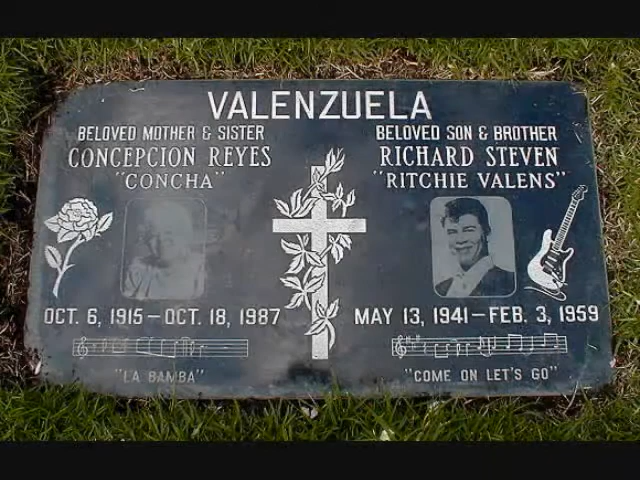 VALENZUELA
BELOVED MOTHER & SISTER
CONCEPCION REYES
"CONCHA"
OCT. 6, 1915 — OCT. 18, 1987
"LA BAMBA"
BELOVED SON & BROTHER
RICHARD STEVEN
"RITCHIE VALENS"
MAY 13, 1941 — FEB. 3, 1959
"COME ON LET'S GO"